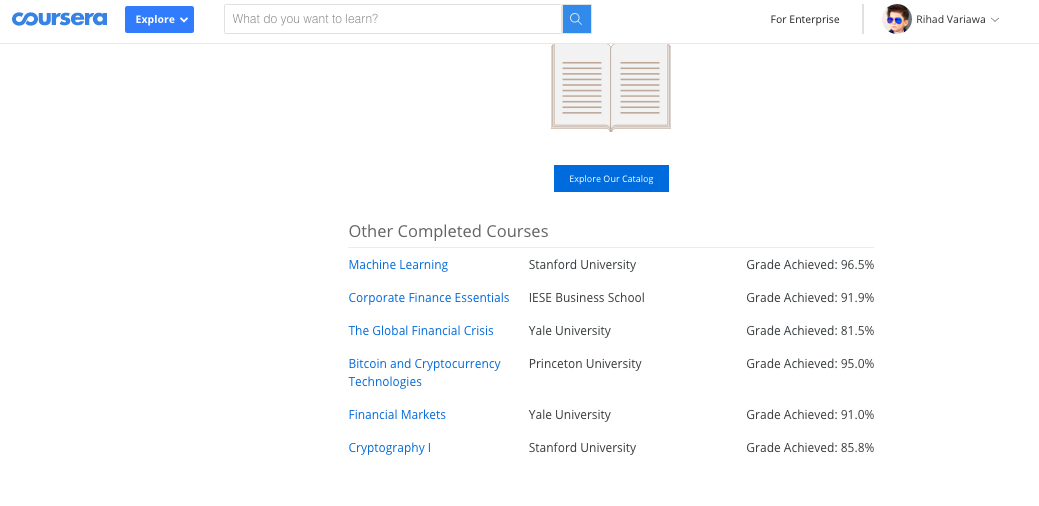 coursera Explore What do you want to learn? For Enterprise Rihad Variawa
Explore Our Catalog
Other Completed Courses
Machine Learning Stanford University Grade Achieved: 96.5%
Corporate Finance Essentials IESE Business School Grade Achieved: 91.9%
The Global Financial Crisis Yale University Grade Achieved: 81.5%
Bitcoin and Cryptocurrency Princeton University Grade Achieved: 95.0%
Technologies
Financial Markets Yale University Grade Achieved: 91.0%
Cryptography I Stanford University Grade Achieved: 85.8%